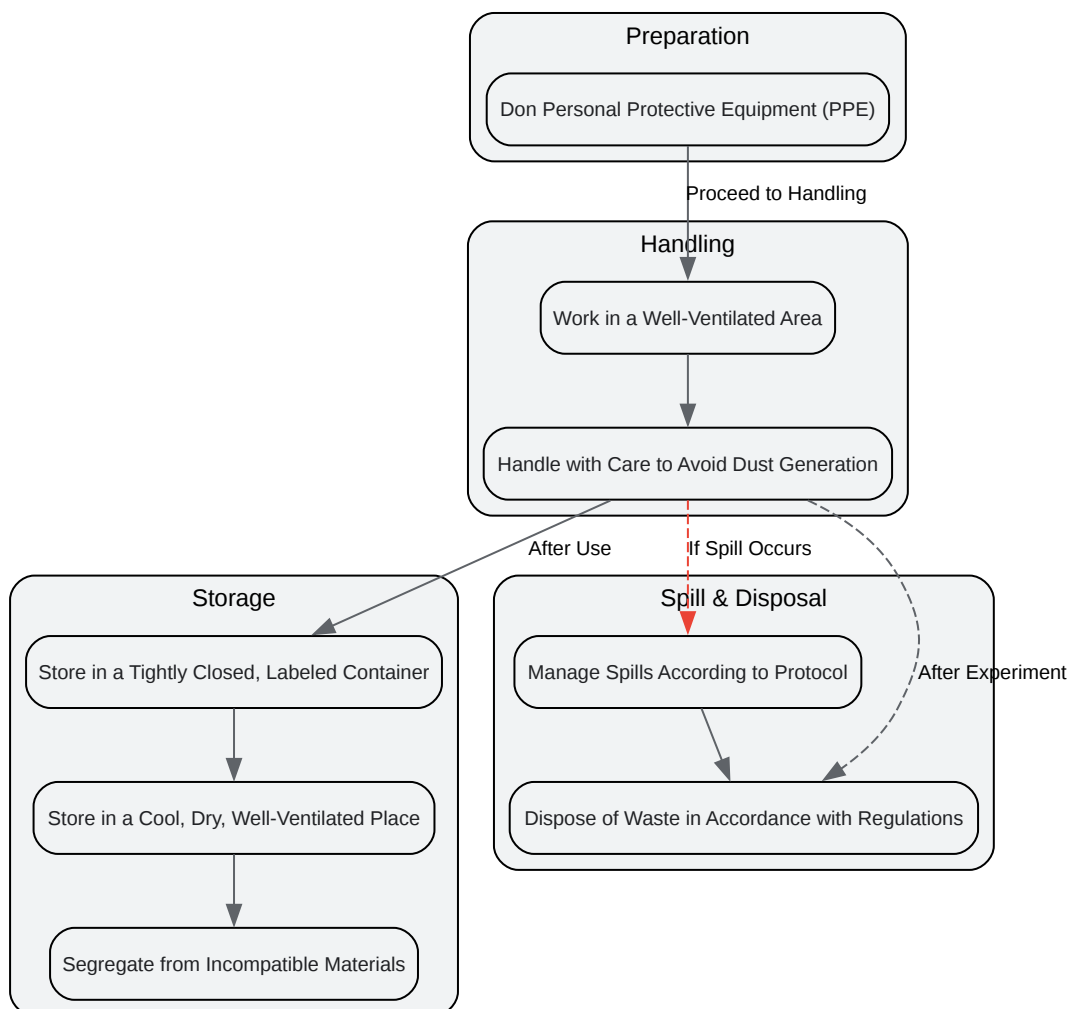 Preparation
Don Personal Protective Equipment (PPE)
Proceed to Handling
Handling
Work in a Well-Ventilated Area
Handle with Care to Avoid Dust Generation
After Use
If Spill Occurs
Storage
Spill & Disposal
Store in a Tightly Closed, Labeled Container
Manage Spills According to Protocol
After Experiment
Store in a Cool, Dry, Well-Ventilated Place
Dispose of Waste in Accordance with Regulations
Segregate from Incompatible Materials